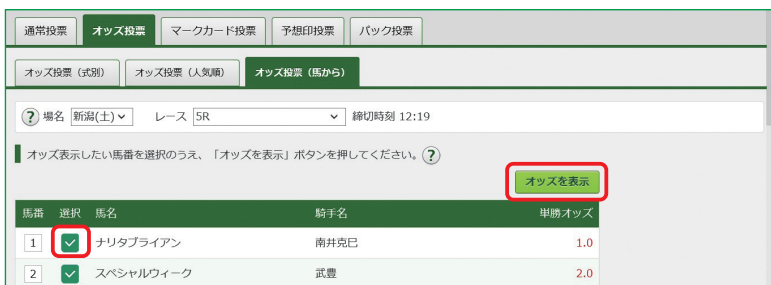 通常投票 オッズ投票 マークカード投票 予想印投票 パック投票
オッズ投票（式別） オッズ投票（人気順） オッズ投票（馬から）
? 場名 新潟(土) レース 5R 締切時刻 12:19
オッズ表示したい馬番を選択のうえ、「オッズを表示」ボタンを押してください。?
オッズを表示
馬番 選択 馬名 騎手名 単勝オッズ
1 ナリタブライアン 南井克巳 1.0
2 スペシャルウィーク 武豊 2.0